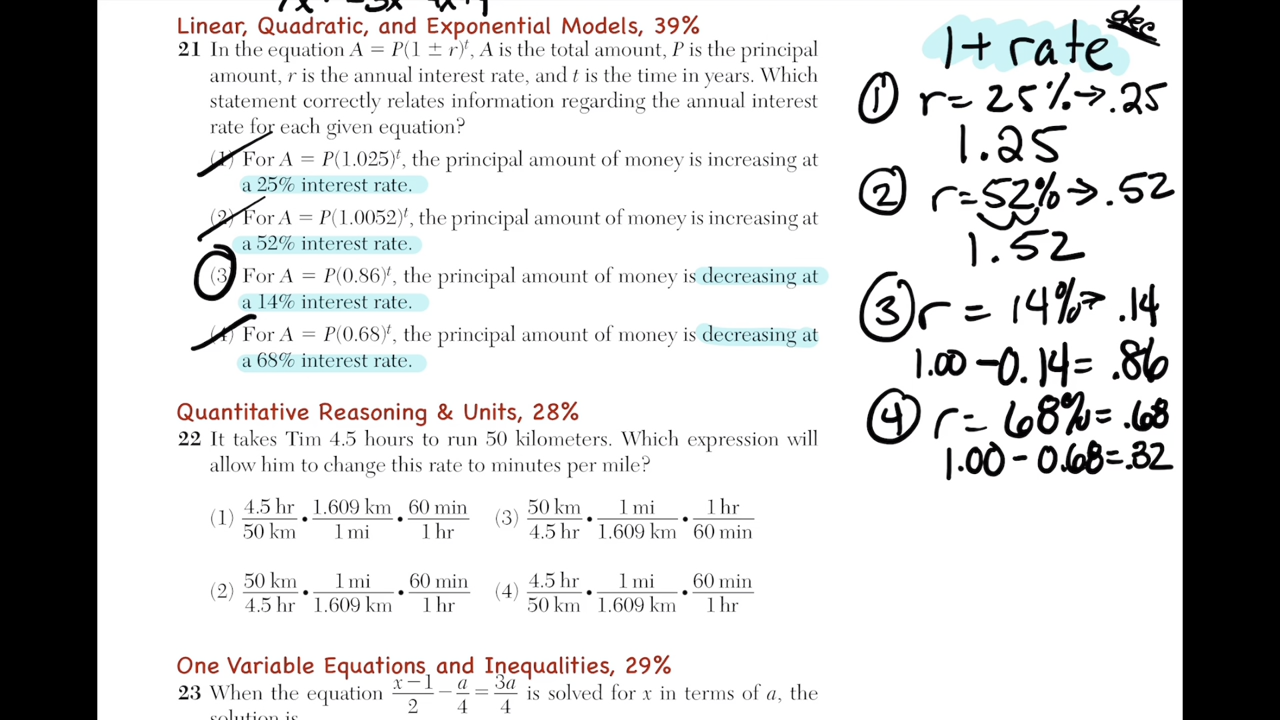 Linear, Quadratic, and Exponential Models, 39%
21 In the equation A = P(1 ± r)^t, A is the total amount, P is the principal
amount, r is the annual interest rate, and t is the time in years. Which
statement correctly relates information regarding the annual interest
rate for each given equation?
(1) For A = P(1.025)^t, the principal amount of money is increasing at
a 25% interest rate.
(2) For A = P(1.0052)^t, the principal amount of money is increasing at
a 52% interest rate.
(3) For A = P(0.86)^t, the principal amount of money is decreasing at
a 14% interest rate.
(4) For A = P(0.68)^t, the principal amount of money is decreasing at
a 68% interest rate.
Quantitative Reasoning & Units, 28%
22 It takes Tim 4.5 hours to run 50 kilometers. Which expression will
allow him to change this rate to minutes per mile?
(1) 4.5 hr/50 km • 1.609 km/1 mi • 60 min/1 hr (3) 50 km/4.5 hr • 1 mi/1.609 km • 1 hr/60 min
(2) 50 km/4.5 hr • 1 mi/1.609 km • 60 min/1 hr (4) 4.5 hr/50 km • 1 mi/1.609 km • 60 min/1 hr
One Variable Equations and Inequalities, 29%
23 When the equation x−1/2 − a/4 = 3a/4 is solved for x in terms of a, the
solution is
dec
1 + rate
1 r = 25% → .25
1.25
2 r = 52% → .52
1.52
3 r = 14% → .14
1.00 − 0.14 = .86
4 r = 68% = .68
1.00 − 0.68 = .32